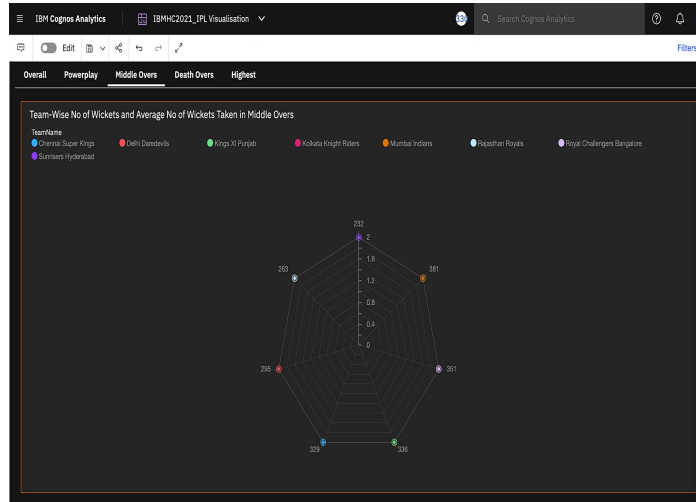 IBM Cognos Analytics
IBMHC2021_IPL Visualisation
Search Cognos Analytics
Edit
Filters
Overall Powerplay Middle Overs Death Overs Highest
Team-Wise No of Wickets and Average No of Wickets Taken in Middle Overs
TeamName
Chennai Super Kings Delhi Daredevils Kings XI Punjab Kolkata Knight Riders Mumbai Indians Rajasthan Royals Royal Challengers Bangalore
Sunrisers Hyderabad
232
2
263 381
1.6
1.2
0.8
0.4
0
295 351
329 336